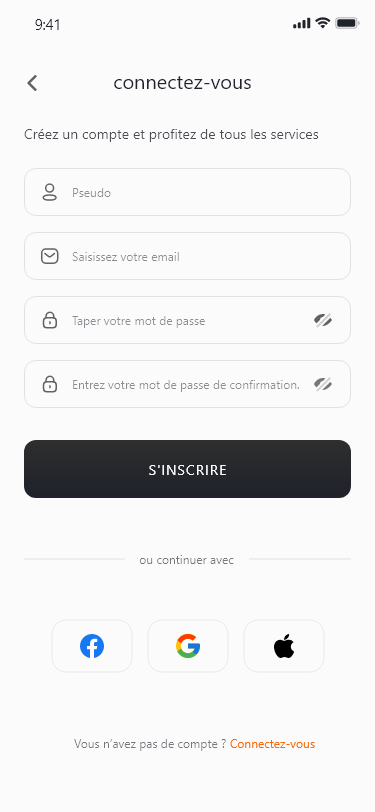 9:41
connectez-vous
Créez un compte et profitez de tous les services
Pseudo
Saisissez votre email
Taper votre mot de passe
Entrez votre mot de passe de confirmation.
S'INSCRIRE
ou continuer avec
Vous n'avez pas de compte ? Connectez-vous